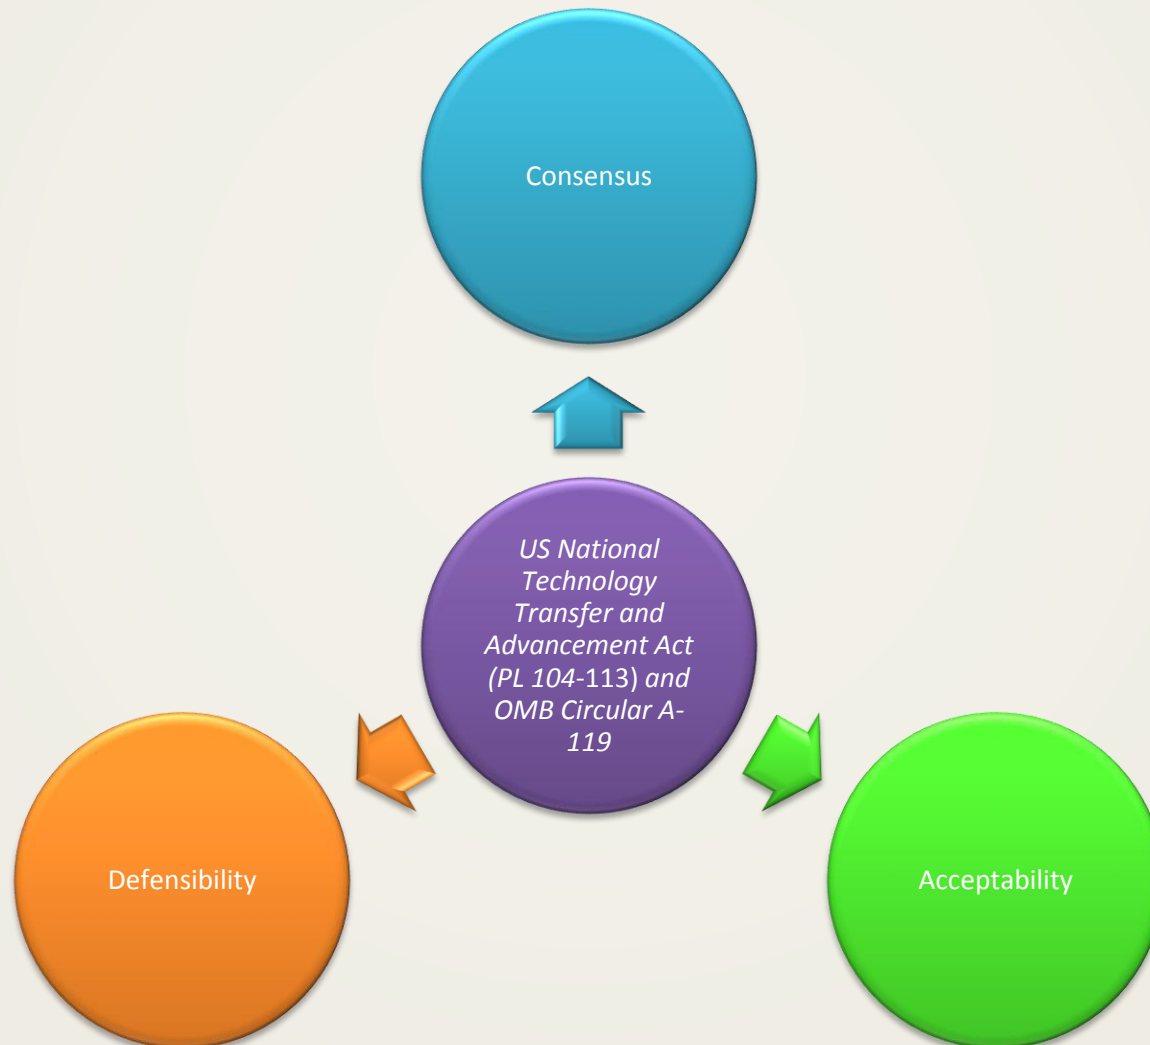 Consensus
US National
Technology
Transfer and
Advancement Act
(PL 104-113) and
OMB Circular A-
119
Defensibility
Acceptability